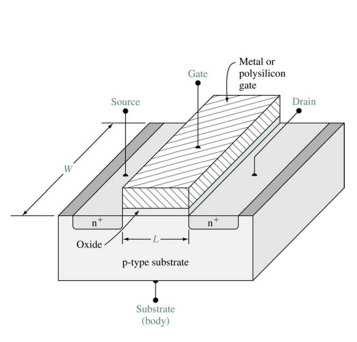 Metal or
polysilicon
gate
Gate
Source
Drain
W
n+
n+
Oxide
L
p-type substrate
Substrate
(body)